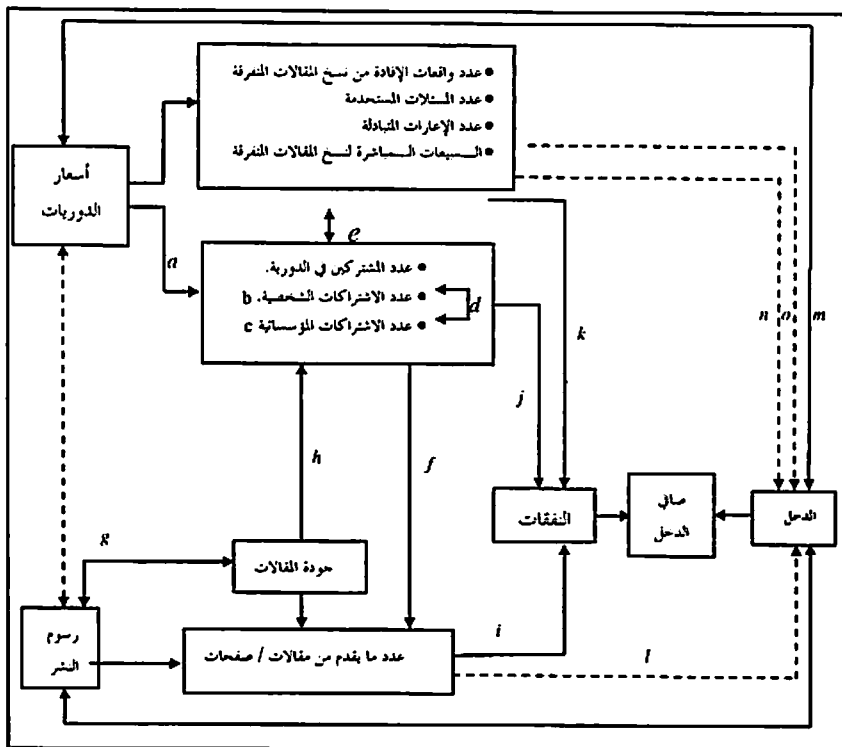 ● عدد واقعات الإفادة من نسخ المقالات المتفرقة
● عدد المستلات المستخدمة
● عدد الإعارات المتبادلة
● المبيعات المباشرة لنسخ المقالات المتفرقة
أسعار
الدوريات
a
e
● عدد المشتركين في الدورية.
● عدد الاشتراكات الشخصية. b
● عدد الاشتراكات المؤسساتية c
d
k
j
n
o
m
h
f
النفقات
صافي
الدخل
الدخل
g
جودة المقالات
رسوم
النشر
عدد ما يقدم من مقالات / صفحات
i
l